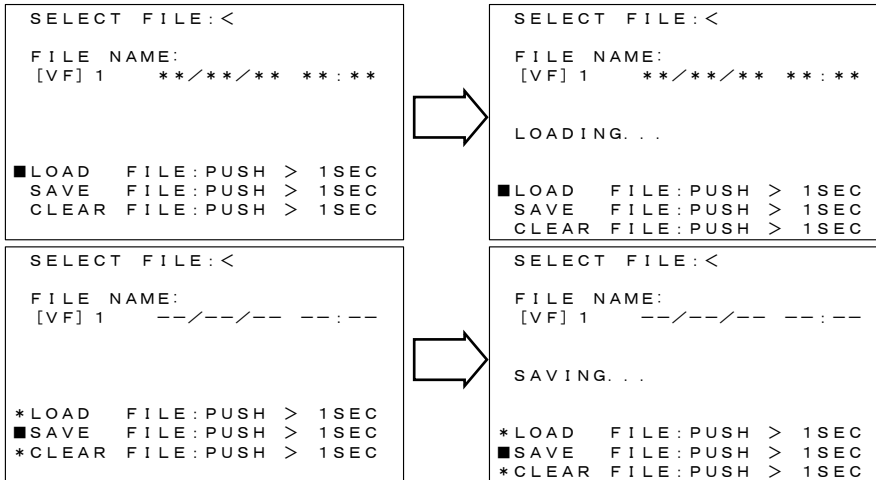 SELECT FILE:<
FILE NAME:
[VF] 1 **/**/** **:**
■LOAD FILE:PUSH > 1SEC
SAVE FILE:PUSH > 1SEC
CLEAR FILE:PUSH > 1SEC
SELECT FILE:<
FILE NAME:
[VF] 1 **/**/** **:**
LOADING...
■LOAD FILE:PUSH > 1SEC
SAVE FILE:PUSH > 1SEC
CLEAR FILE:PUSH > 1SEC
SELECT FILE:<
FILE NAME:
[VF] 1 --/--/-- --:--
*LOAD FILE:PUSH > 1SEC
■SAVE FILE:PUSH > 1SEC
*CLEAR FILE:PUSH > 1SEC
SELECT FILE:<
FILE NAME:
[VF] 1 --/--/-- --:--
SAVING...
*LOAD FILE:PUSH > 1SEC
■SAVE FILE:PUSH > 1SEC
*CLEAR FILE:PUSH > 1SEC